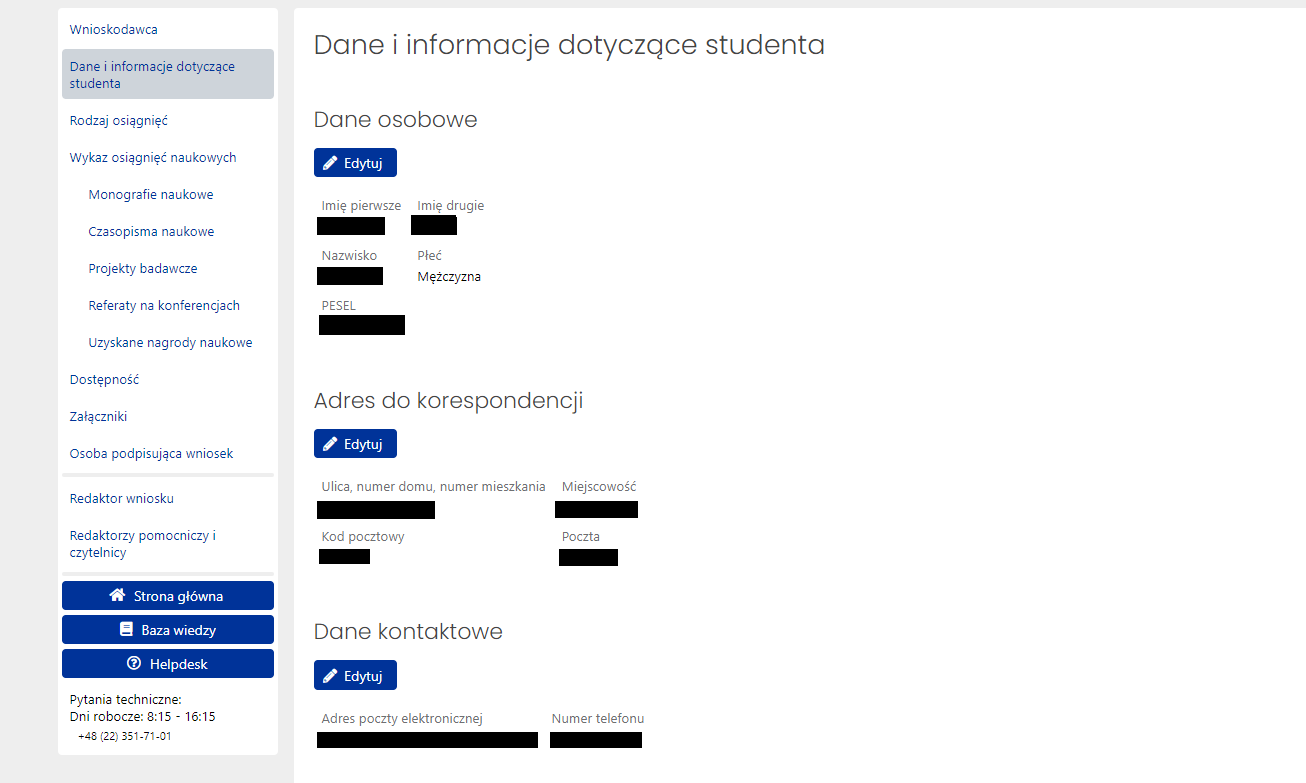 Wnioskodawca
Dane i informacje dotyczące
studenta
Rodzaj osiągnięć
Wykaz osiągnięć naukowych
Monografie naukowe
Czasopisma naukowe
Projekty badawcze
Referaty na konferencjach
Uzyskane nagrody naukowe
Dostępność
Załączniki
Osoba podpisująca wniosek
Redaktor wniosku
Redaktorzy pomocniczy i
czytelnicy
Strona główna
Baza wiedzy
Helpdesk
Pytania techniczne:
Dni robocze: 8:15 - 16:15
+48 (22) 351-71-01
Dane i informacje dotyczące studenta
Dane osobowe
Edytuj
Imię pierwsze Imię drugie
Nazwisko Płeć
Mężczyzna
PESEL
Adres do korespondencji
Edytuj
Ulica, numer domu, numer mieszkania Miejscowość
Kod pocztowy Poczta
Dane kontaktowe
Edytuj
Adres poczty elektronicznej Numer telefonu